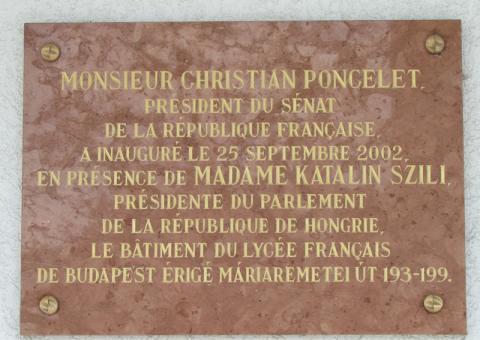 MONSIEUR CHRISTIAN PONCELET,
PRÉSIDENT DU SÉNAT
DE LA RÉPUBLIQUE FRANÇAISE,
A INAUGURÉ LE 25 SEPTEMBRE 2002,
EN PRÉSENCE DE MADAME KATALIN SZILI,
PRÉSIDENTE DU PARLEMENT
DE LA RÉPUBLIQUE DE HONGRIE,
LE BÂTIMENT DU LYCÉE FRANÇAIS
DE BUDAPEST ÉRIGÉ MÁRIAREMETEI ÚT 193-199.